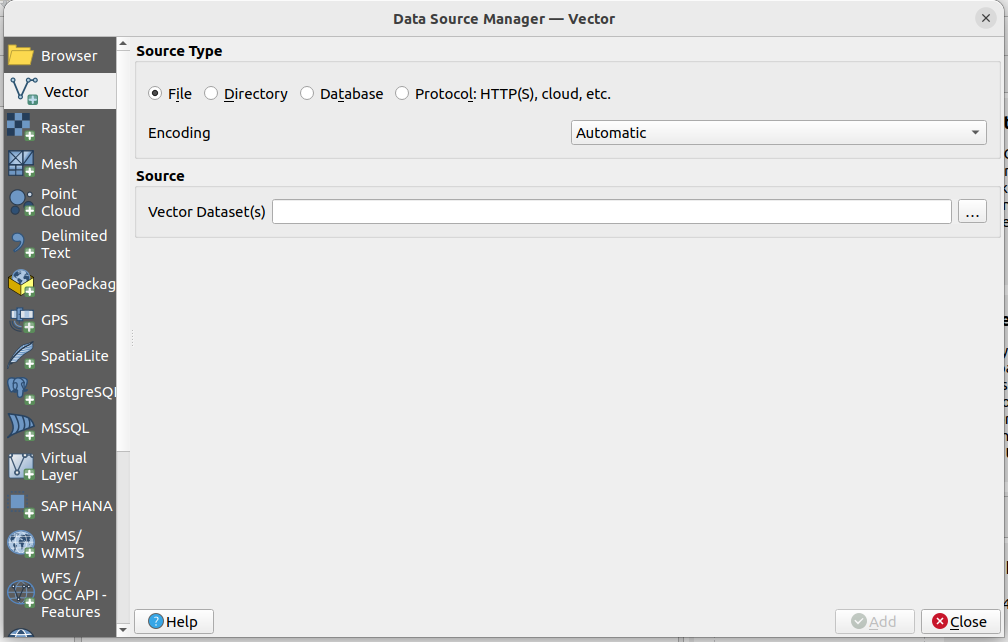 Data Source Manager — Vector
Browser
Vector
Raster
Mesh
Point
Cloud
Delimited
Text
GeoPackag
GPS
SpatiaLite
PostgreSQ
MSSQL
Virtual
Layer
SAP HANA
WMS/
WMTS
WFS /
OGC API -
Features
Source Type
File
Directory
Database
Protocol: HTTP(S), cloud, etc.
Encoding
Automatic
Source
Vector Dataset(s)
...
Help
Add
Close